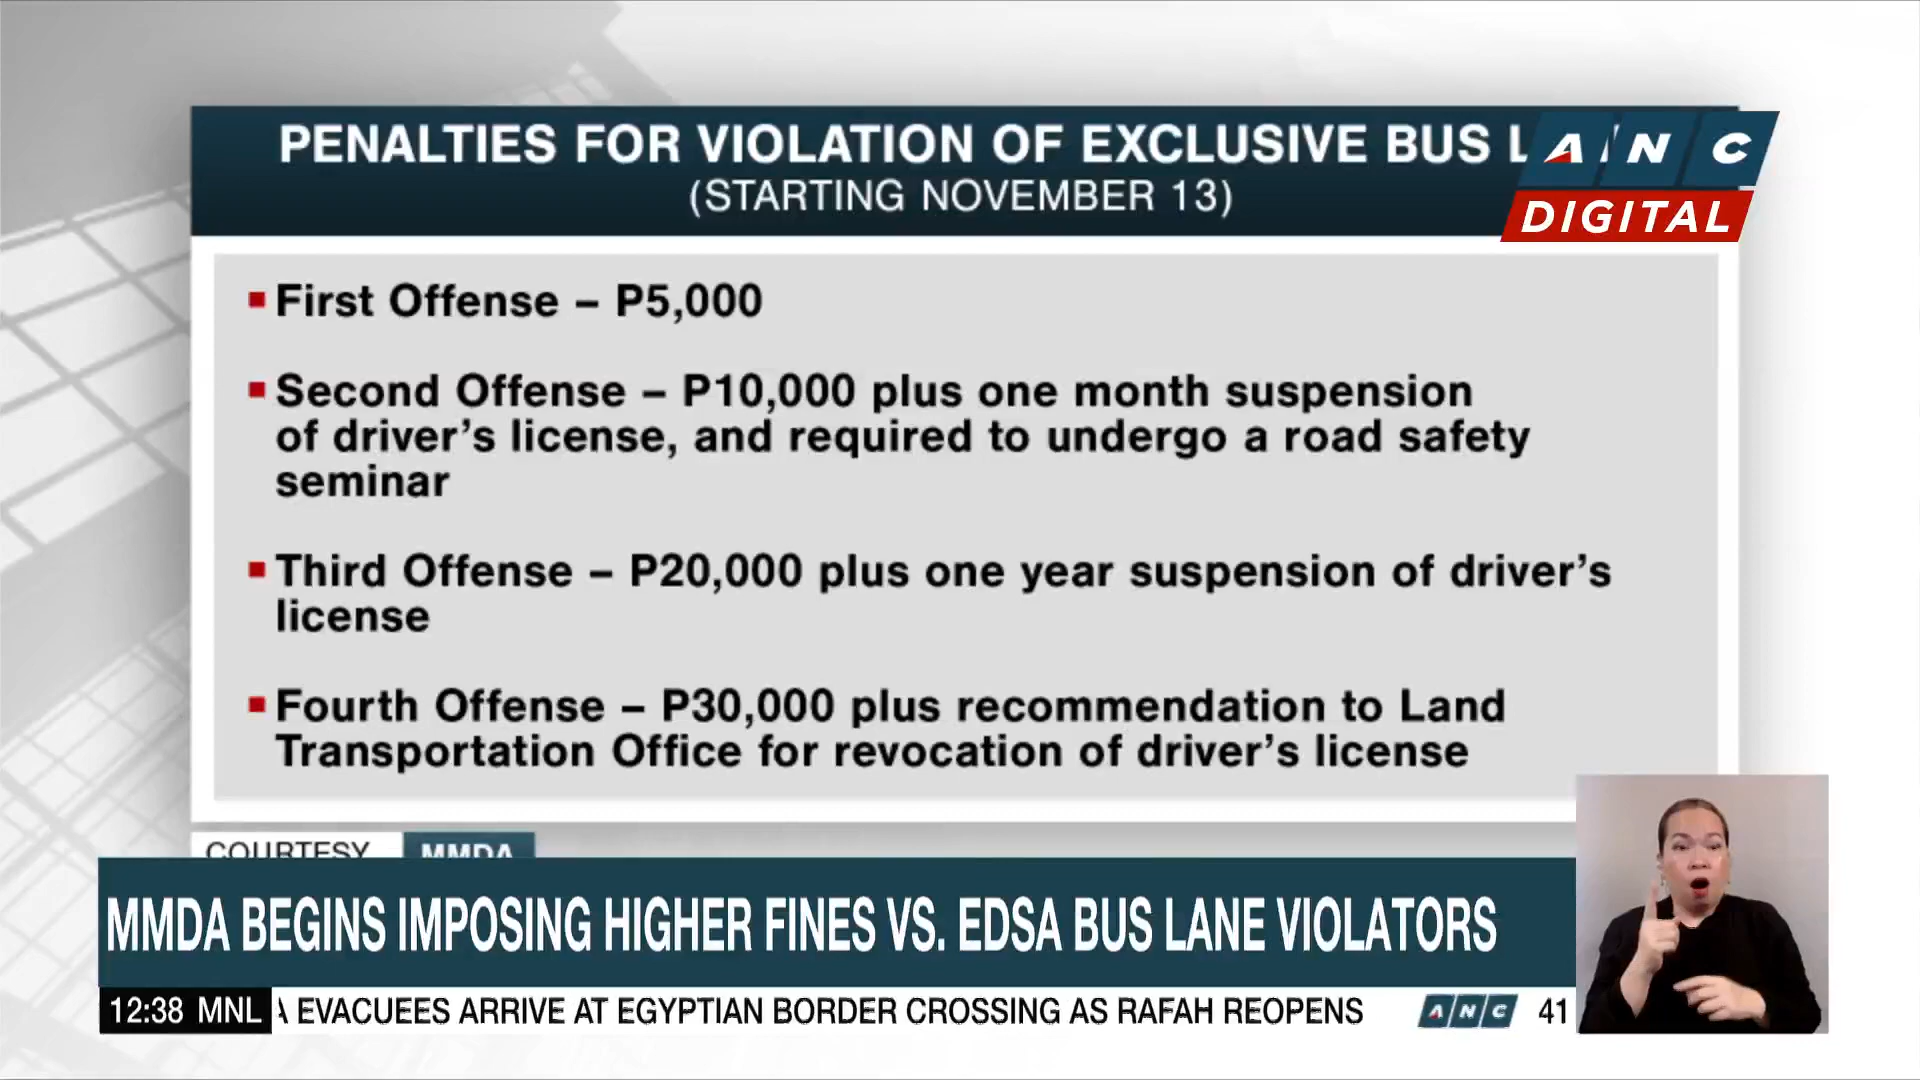 PENALTIES FOR VIOLATION OF EXCLUSIVE BUS
(STARTING NOVEMBER 13)
ANC
DIGITAL
First Offense – P5,000
Second Offense – P10,000 plus one month suspension
of driver's license, and required to undergo a road safety
seminar
Third Offense – P20,000 plus one year suspension of driver's
license
Fourth Offense – P30,000 plus recommendation to Land
Transportation Office for revocation of driver's license
COURTESY MMDA
MMDA BEGINS IMPOSING HIGHER FINES VS. EDSA BUS LANE VIOLATORS
12:38 MNL EVACUEES ARRIVE AT EGYPTIAN BORDER CROSSING AS RAFAH REOPENS ANC 41